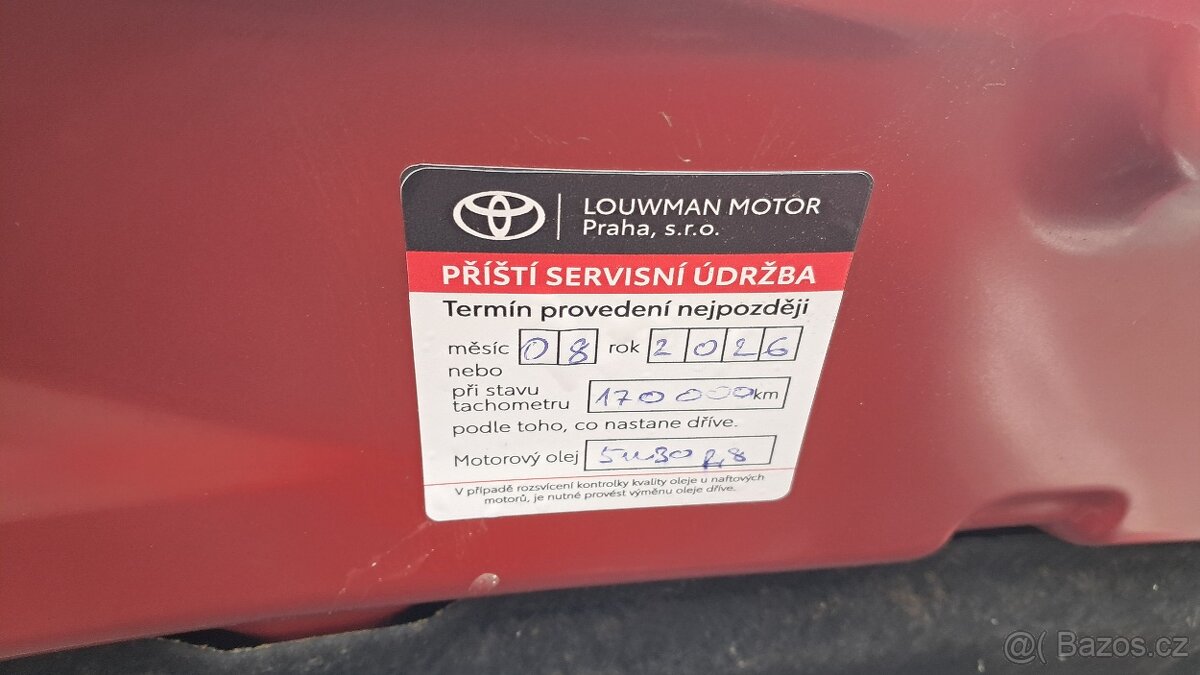 LOUWMAN MOTOR
Praha, s.r.o.
PŘÍŠTÍ SERVISNÍ ÚDRŽBA
Termín provedení nejpozději
měsíc 08 rok 2026
nebo
při stavu
tachometru 170000 km
podle toho, co nastane dříve.
Motorový olej 5W30
V případě rozsvícení kontrolky kvality oleje u naftových
motorů, je nutné provést výměnu oleje dříve.
Bazos.cz